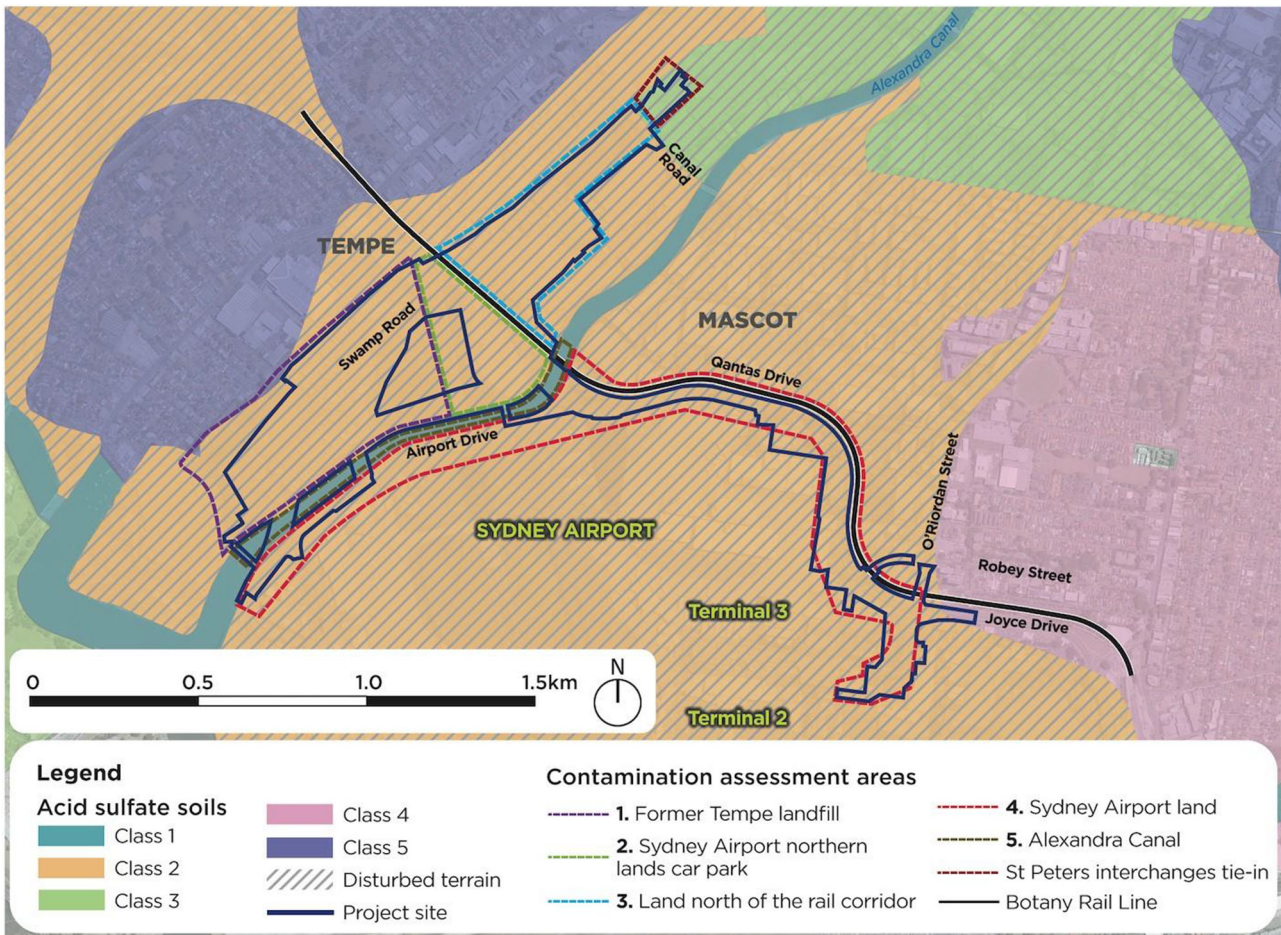 Alexandra Canal
Canal
Road
TEMPE
Swamp Road
MASCOT
Qantas Drive
Airport Drive
O'Riordan Street
SYDNEY AIRPORT
Robey Street
Terminal 3
Joyce Drive
0 0.5 1.0 1.5km
N
Terminal 2
Legend
Acid sulfate soils
Class 1
Class 2
Class 3
Class 4
Class 5
Disturbed terrain
Project site
Contamination assessment areas
1. Former Tempe landfill
2. Sydney Airport northern
lands car park
3. Land north of the rail corridor
4. Sydney Airport land
5. Alexandra Canal
St Peters interchanges tie-in
Botany Rail Line